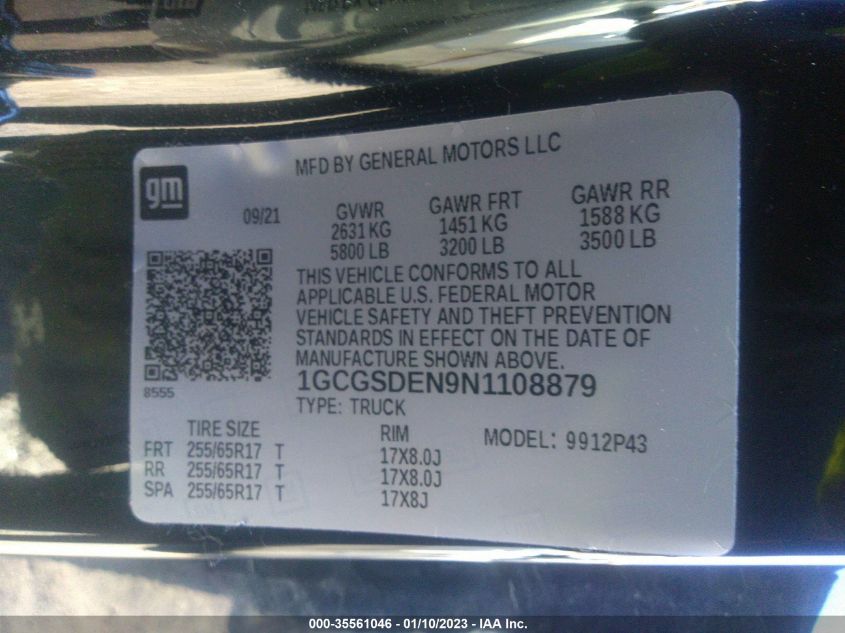 MFD BY GENERAL MOTORS LLC
gm
09/21
GVWR GAWR FRT GAWR RR
2631 KG 1451 KG 1588 KG
5800 LB 3200 LB 3500 LB
THIS VEHICLE CONFORMS TO ALL
APPLICABLE U.S. FEDERAL MOTOR
VEHICLE SAFETY AND THEFT PREVENTION
STANDARDS IN EFFECT ON THE DATE OF
MANUFACTURE SHOWN ABOVE.
8555
1GCGSDEN9N1108879
TYPE: TRUCK
TIRE SIZE RIM MODEL: 9912P43
FRT 255/65R17 T 17X8.0J
RR 255/65R17 T 17X8.0J
SPA 255/65R17 T 17X8J
000-35561046 - 01/10/2023 - IAA Inc.